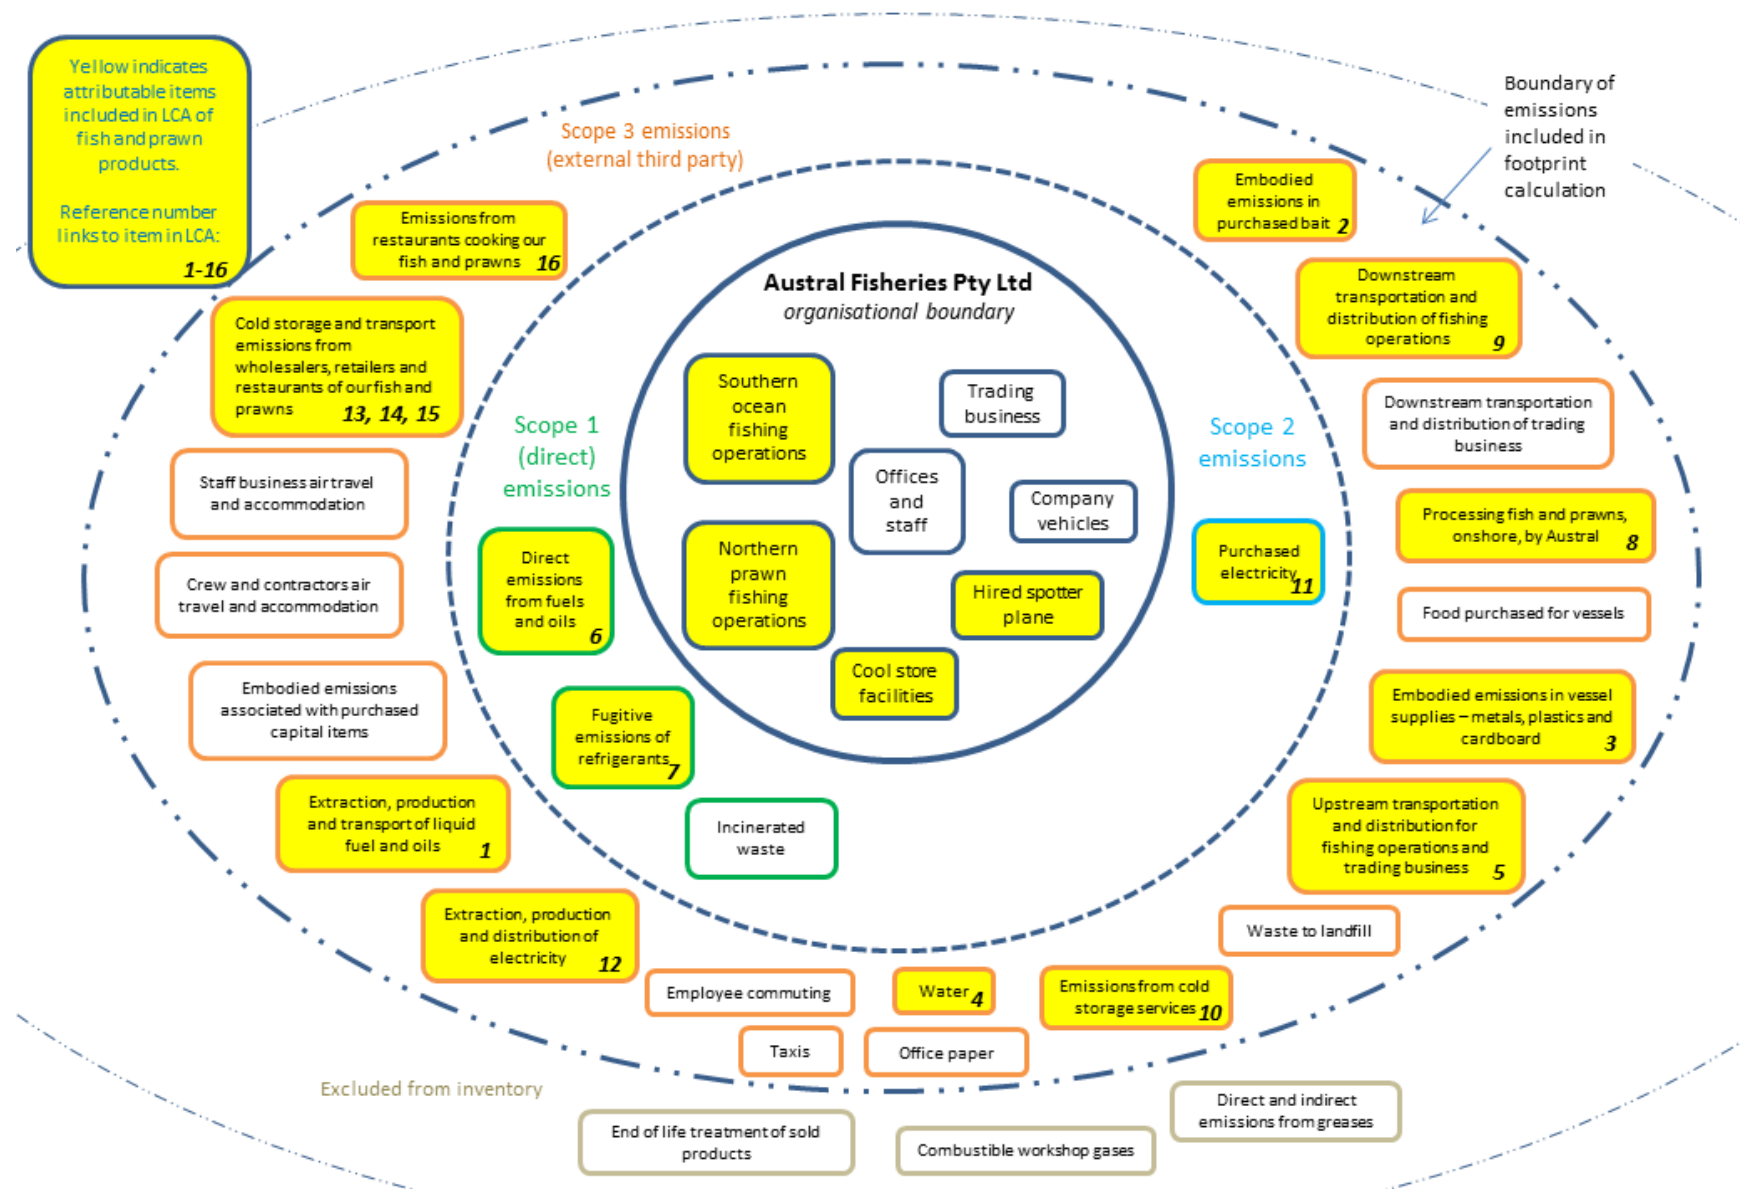 Yellow indicates
attributable items
included in LCA of
fish and prawn
products.
Reference number
links to item in LCA:
1-16
Scope 3 emissions
(external third party)
Boundary of
emissions
included in
footprint
calculation
Emissions from
restaurants cooking our
fish and prawns 16
Embodied
emissions in
purchased bait 2
Cold storage and transport
emissions from
wholesalers, retailers and
restaurants of our fish and
prawns 13, 14, 15
Downstream
transportation and
distribution of fishing
operations 9
Austral Fisheries Pty Ltd
organisational boundary
Southern
ocean
fishing
operations
Trading
business
Offices
and
staff
Company
vehicles
Northern
prawn
fishing
operations
Hired spotter
plane
Cool store
facilities
Scope 1
(direct)
emissions
Scope 2
emissions
Downstream transportation
and distribution of trading
business
Staff business air travel
and accommodation
Processing fish and prawns,
onshore, by Austral 8
Direct
emissions
from fuels
and oils 6
Purchased
electricity 11
Crew and contractors air
travel and accommodation
Food purchased for vessels
Embodied emissions
associated with purchased
capital items
Fugitive
emissions of
refrigerants 7
Embodied emissions in vessel
supplies – metals, plastics and
cardboard 3
Extraction, production
and transport of liquid
fuel and oils 1
Incinerated
waste
Upstream transportation
and distribution for
fishing operations and
trading business 5
Extraction, production
and distribution of
electricity 12
Waste to landfill
Employee commuting
Water 4
Emissions from cold
storage services 10
Taxis
Office paper
Excluded from inventory
End of life treatment of sold
products
Combustible workshop gases
Direct and indirect
emissions from greases